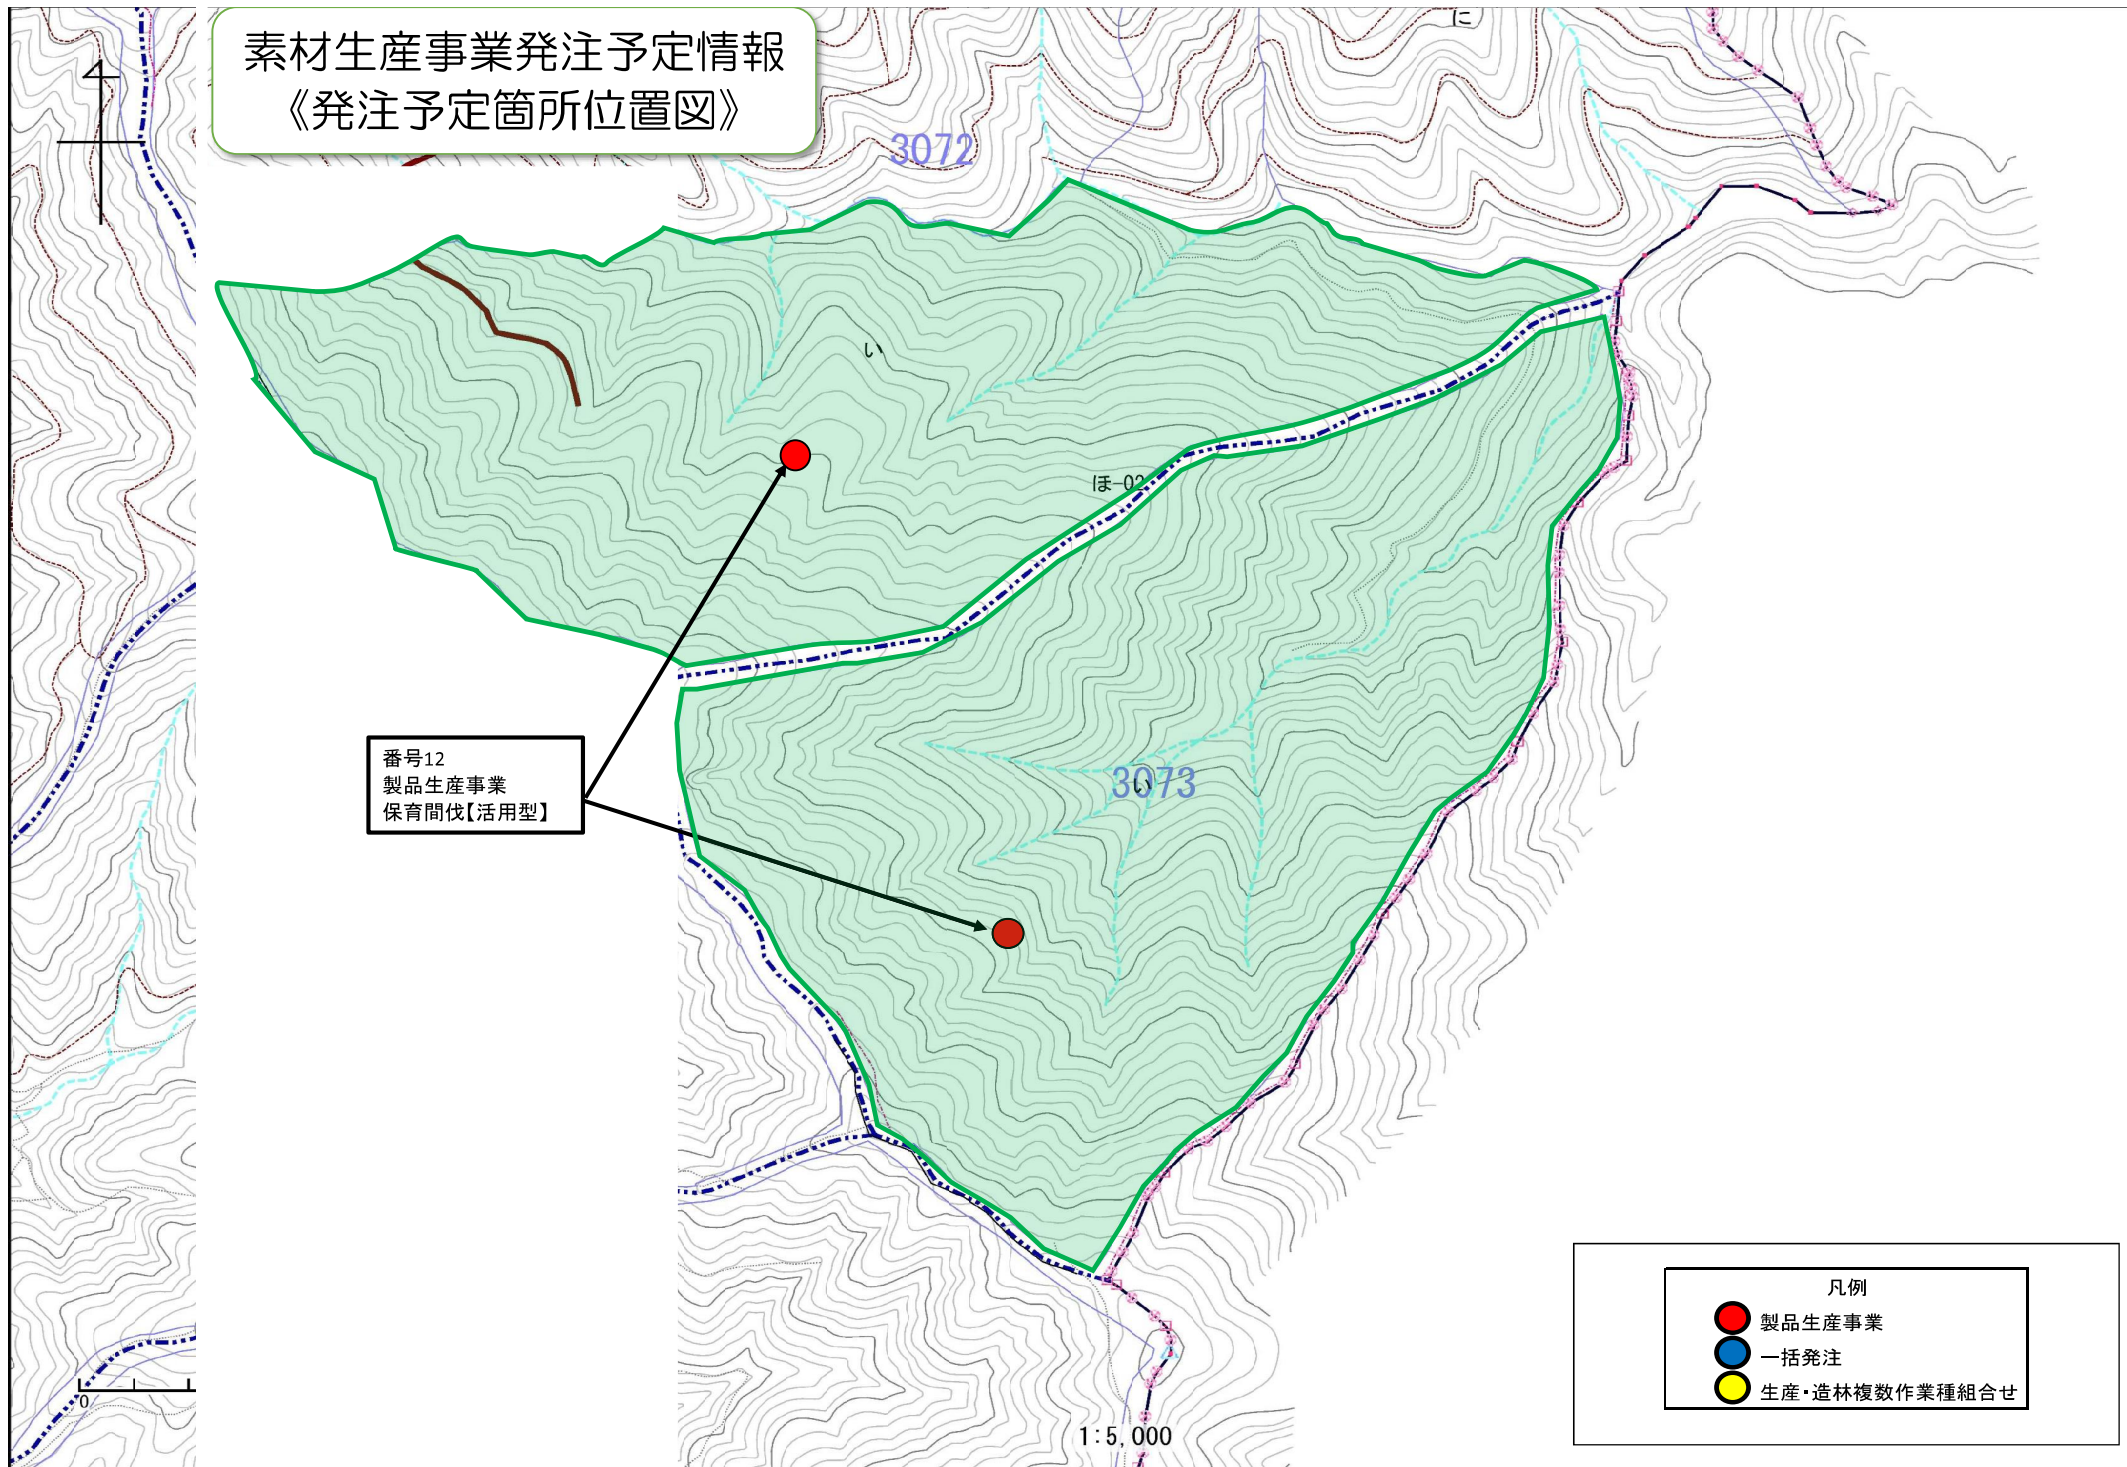 素材生産事業発注予定情報
《発注予定箇所位置図》
に
3072
い
ほ-02
番号12
製品生産事業
保育間伐【活用型】
3073
い
凡例
製品生産事業
一括発注
生産・造林複数作業種組合せ
0
1:5,000